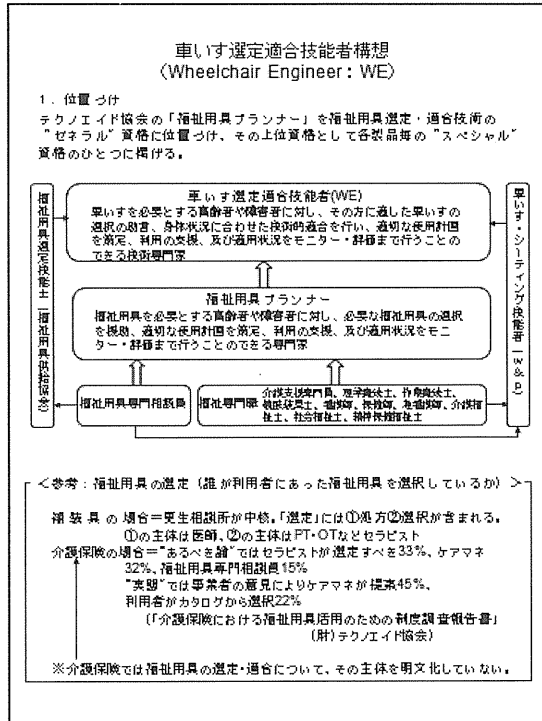 車いす選定適合技能者構想
(Wheelchair Engineer：WE)
１．位置づけ
テクノエイド協会の「福祉用具プランナー」を福祉用具選定・適合技術の
“ゼネラル”資格に位置づけ、その上位資格として各製品毎の“スペシャル”
資格のひとつに掲げる。
福祉用具選定技能士（福祉用具供給協会）
車いす選定適合技能者(WE)
車いすを必要とする高齢者や障害者に対し、その方に適した車いすの
選択の助言、身体状況に合わせた技術的適合を行い、適切な使用計画
を策定、利用の支援、及び適用状況をモニター・評価まで行うことの
できる技術専門家
車いす・シーティング技能者（w&p）
福祉用具プランナー
福祉用具を必要とする高齢者や障害者に対し、必要な福祉用具の選択
を援助、適切な使用計画を策定、利用の支援、及び適用状況をモニ
ター・評価まで行うことのできる専門家
福祉用具専門相談員
福祉専門職
介護支援専門員、理学療法士、作業療法士、
義肢装具士、看護師、保健師、准看護師、介護福
祉士、社会福祉士、精神保健福祉士
＜参考：福祉用具の選定（誰が利用者にあった福祉用具を選択しているか）＞
補装具の場合＝更生相談所が中核。「選定」には①処方②選択が含まれる。
①の主体は医師、②の主体はPT・OTなどセラピスト
介護保険の場合＝“あるべき論”ではセラピストが選定すべき33%、ケアマネ
32%、福祉用具専門相談員15%
“実態”では事業者の意見によりケアマネが提案45%、
利用者がカタログから選択22%
（「介護保険における福祉用具活用のための制度調査報告書」
（財）テクノエイド協会）
※介護保険では福祉用具の選定・適合について、その主体を明文化していない。